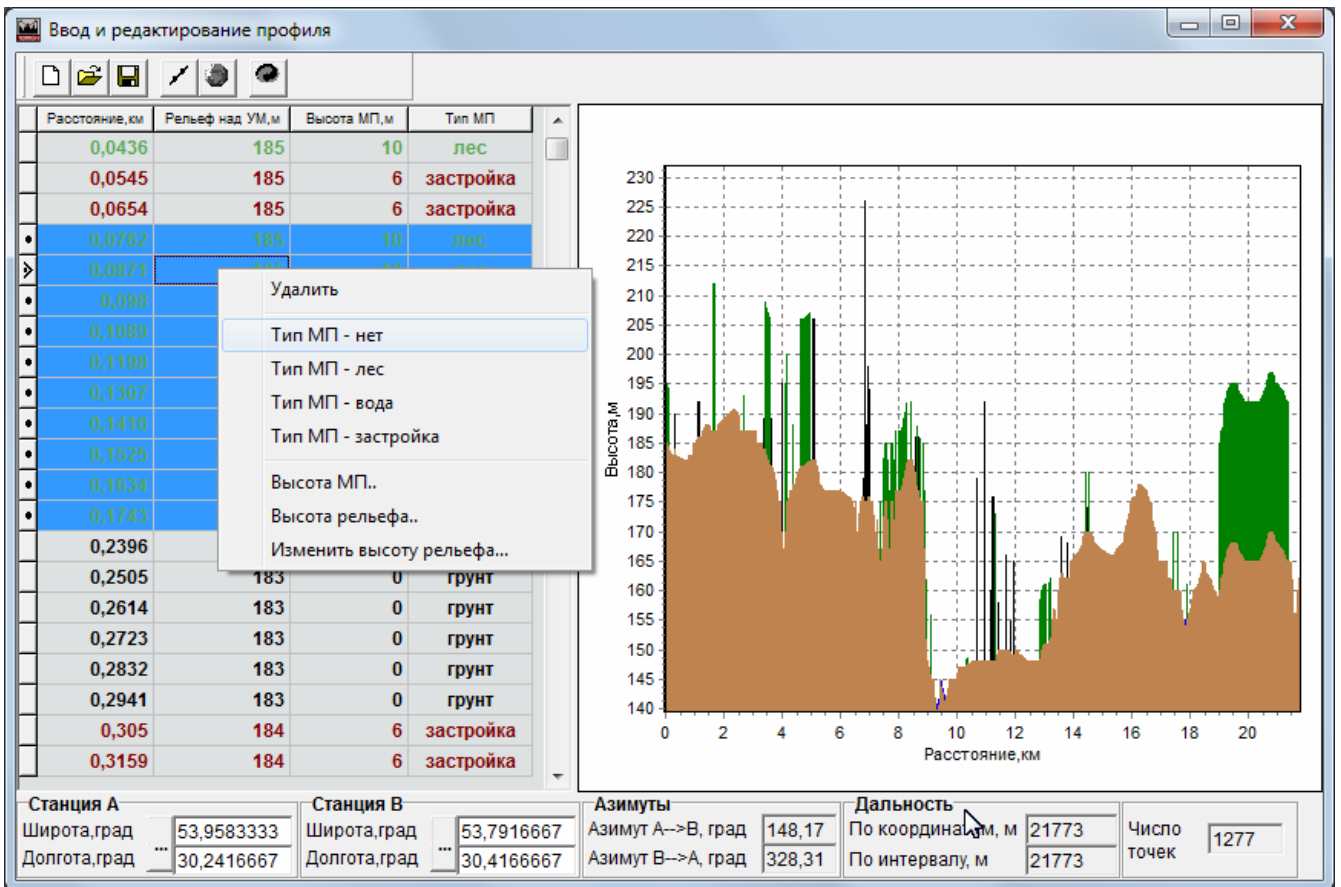 Ввод и редактирование профиля
Расстояние,км Рельеф над УМ,м Высота МП,м Тип МП
0,0436 185 10 лес
0,0545 185 6 застройка
0,0654 185 6 застройка
0,0762 185 10 лес
0,0871
0,098
0,1089
0,1198
0,1307
0,1416
0,1525
0,1634
0,1743
0,2396
0,2505 183 0 грунт
0,2614 183 0 грунт
0,2723 183 0 грунт
0,2832 183 0 грунт
0,2941 183 0 грунт
0,305 184 6 застройка
0,3159 184 6 застройка
Удалить
Тип МП - нет
Тип МП - лес
Тип МП - вода
Тип МП - застройка
Высота МП..
Высота рельефа..
Изменить высоту рельефа...
Высота,м
230
225
220
215
210
205
200
195
190
185
180
175
170
165
160
155
150
145
140
0 2 4 6 8 10 12 14 16 18 20
Расстояние,км
Станция А
Широта,град ... 53,9583333
Долгота,град 30,2416667
Станция В
Широта,град ... 53,7916667
Долгота,град 30,4166667
Азимуты
Азимут А-->В, град 148,17
Азимут В-->А, град 328,31
Дальность
По координатам, м 21773
По интервалу, м 21773
Число
точек 1277